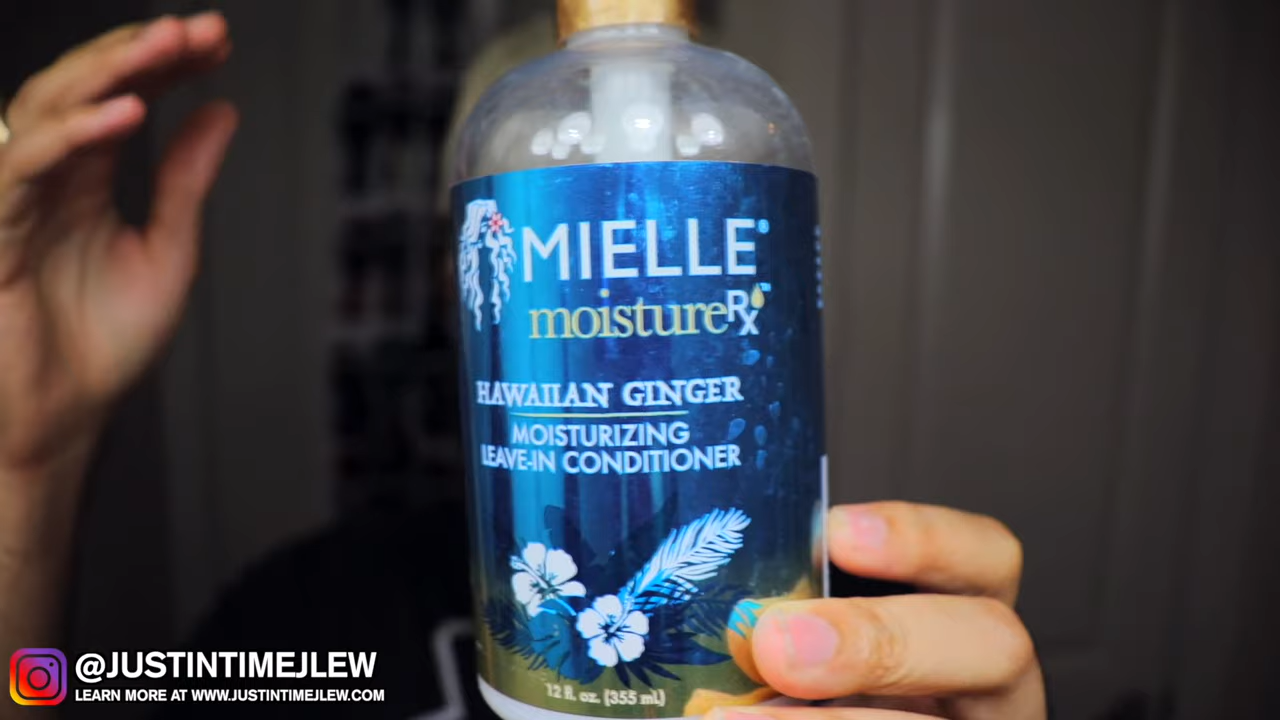 MIELLE®
moistureRx™
HAWAIIAN GINGER
MOISTURIZING
LEAVE-IN CONDITIONER
12 fl. oz. (355 mL)
@JUSTINTIMEJLEW
LEARN MORE AT WWW.JUSTINTIMEJLEW.COM